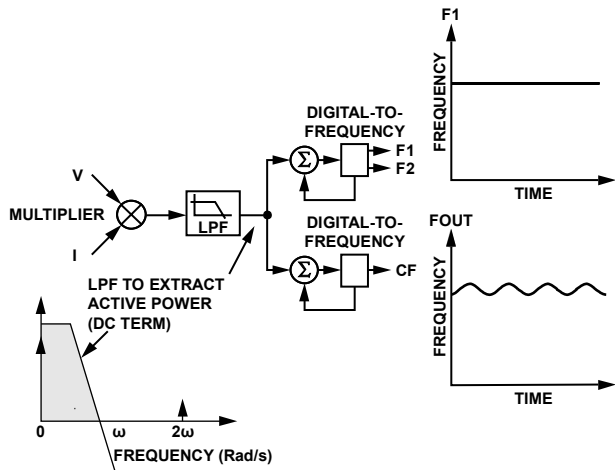 F1
FREQUENCY
TIME
DIGITAL-TO-
FREQUENCY
Σ
F1
F2
V
MULTIPLIER
I
LPF
DIGITAL-TO-
FREQUENCY
Σ
CF
FOUT
FREQUENCY
TIME
LPF TO EXTRACT
ACTIVE POWER
(DC TERM)
0
ω
2ω
FREQUENCY (Rad/s)